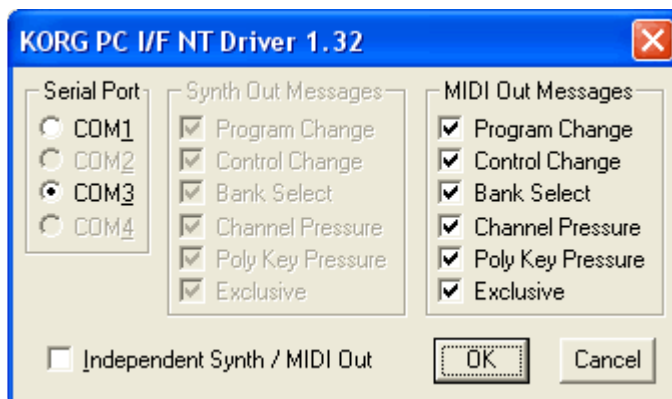 KORG PC I/F NT Driver 1.32
Serial Port
COM1
COM2
COM3
COM4
Synth Out Messages
Program Change
Control Change
Bank Select
Channel Pressure
Poly Key Pressure
Exclusive
MIDI Out Messages
Program Change
Control Change
Bank Select
Channel Pressure
Poly Key Pressure
Exclusive
Independent Synth / MIDI Out
OK
Cancel